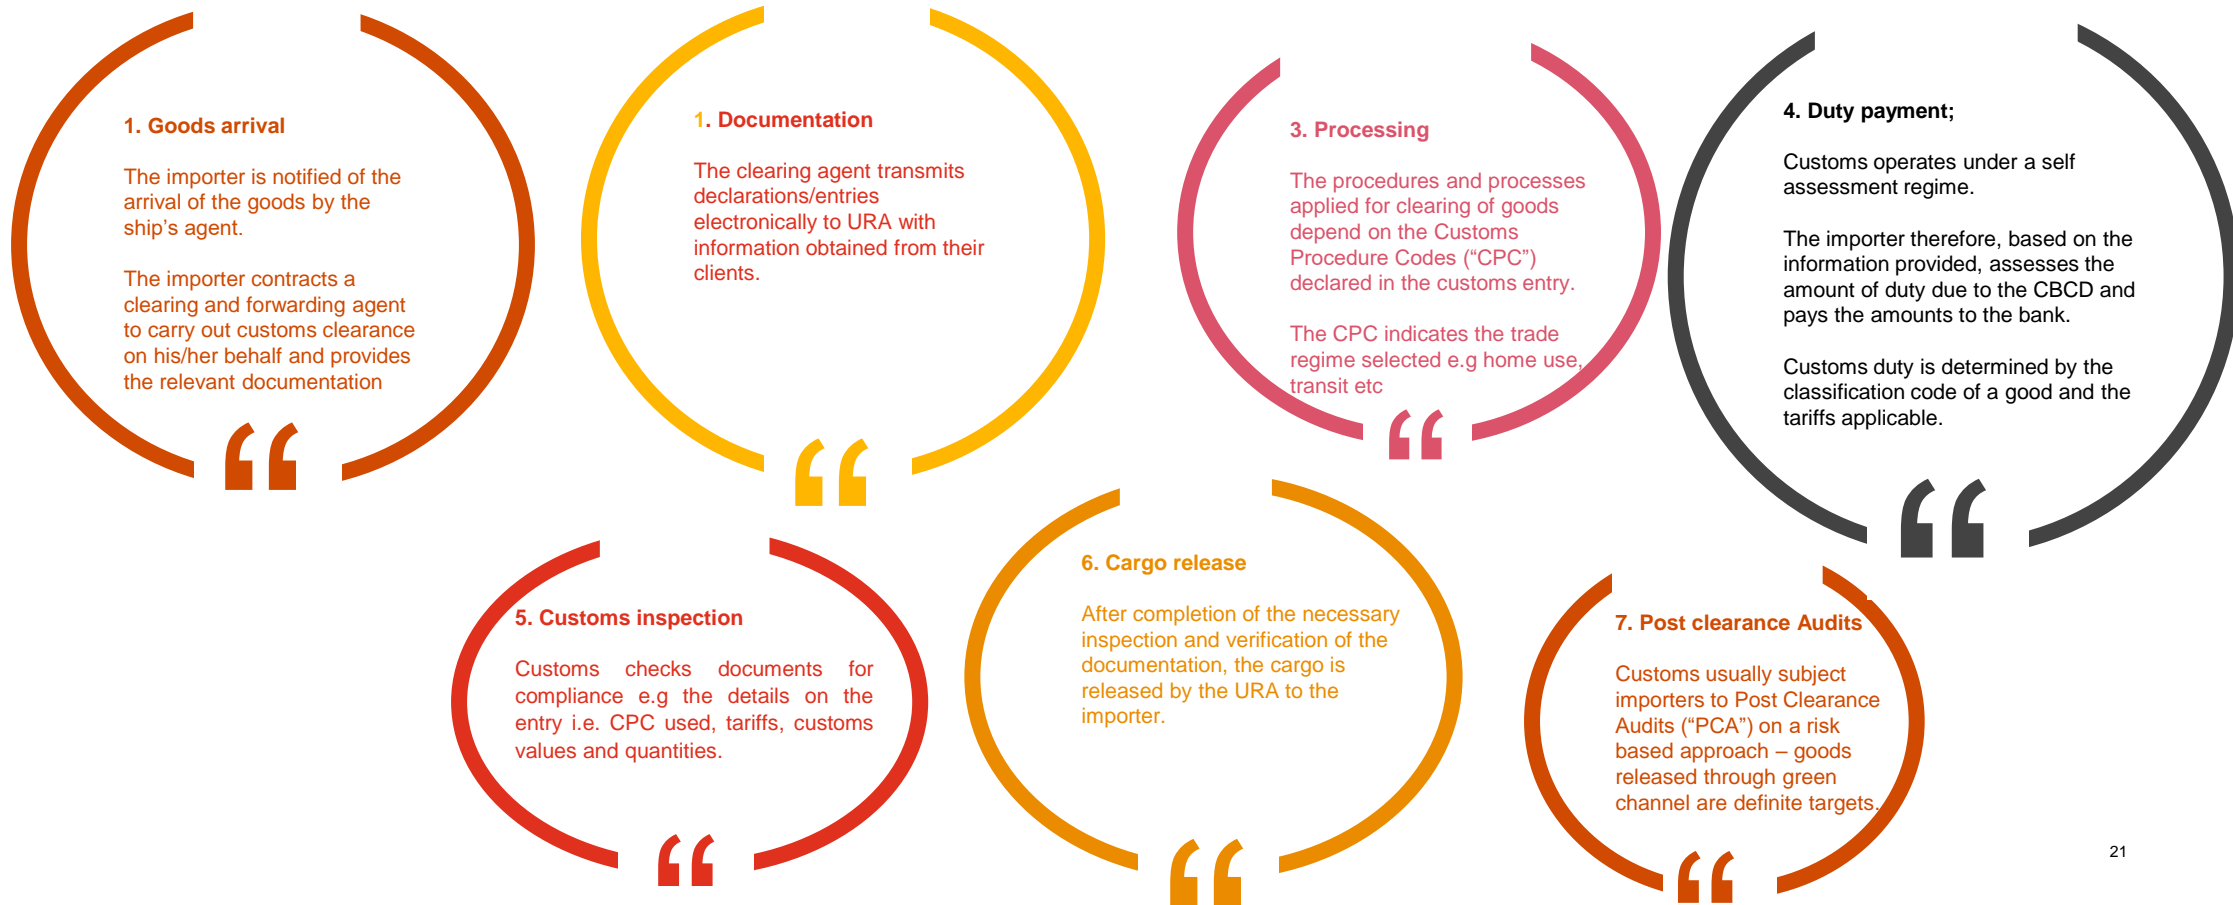 1. Goods arrival
The importer is notified of the
arrival of the goods by the
ship's agent.
The importer contracts a
clearing and forwarding agent
to carry out customs clearance
on his/her behalf and provides
the relevant documentation
1. Documentation
The clearing agent transmits
declarations/entries
electronically to URA with
information obtained from their
clients.
3. Processing
The procedures and processes
applied for clearing of goods
depend on the Customs
Procedure Codes (“CPC”)
declared in the customs entry.
The CPC indicates the trade
regime selected e.g home use,
transit etc
4. Duty payment;
Customs operates under a self
assessment regime.
The importer therefore, based on the
information provided, assesses the
amount of duty due to the CBCD and
pays the amounts to the bank.
Customs duty is determined by the
classification code of a good and the
tariffs applicable.
5. Customs inspection
Customs checks documents for
compliance e.g the details on the
entry i.e. CPC used, tariffs, customs
values and quantities.
6. Cargo release
After completion of the necessary
inspection and verification of the
documentation, the cargo is
released by the URA to the
importer.
7. Post clearance Audits
Customs usually subject
importers to Post Clearance
Audits (“PCA”) on a risk
based approach – goods
released through green
channel are definite targets.
21